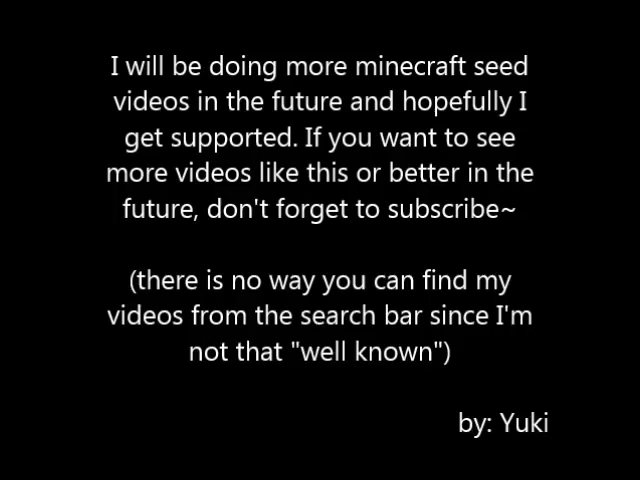 I will be doing more minecraft seed
videos in the future and hopefully I
get supported. If you want to see
more videos like this or better in the
future, don't forget to subscribe~
(there is no way you can find my
videos from the search bar since I'm
not that "well known")
by: Yuki